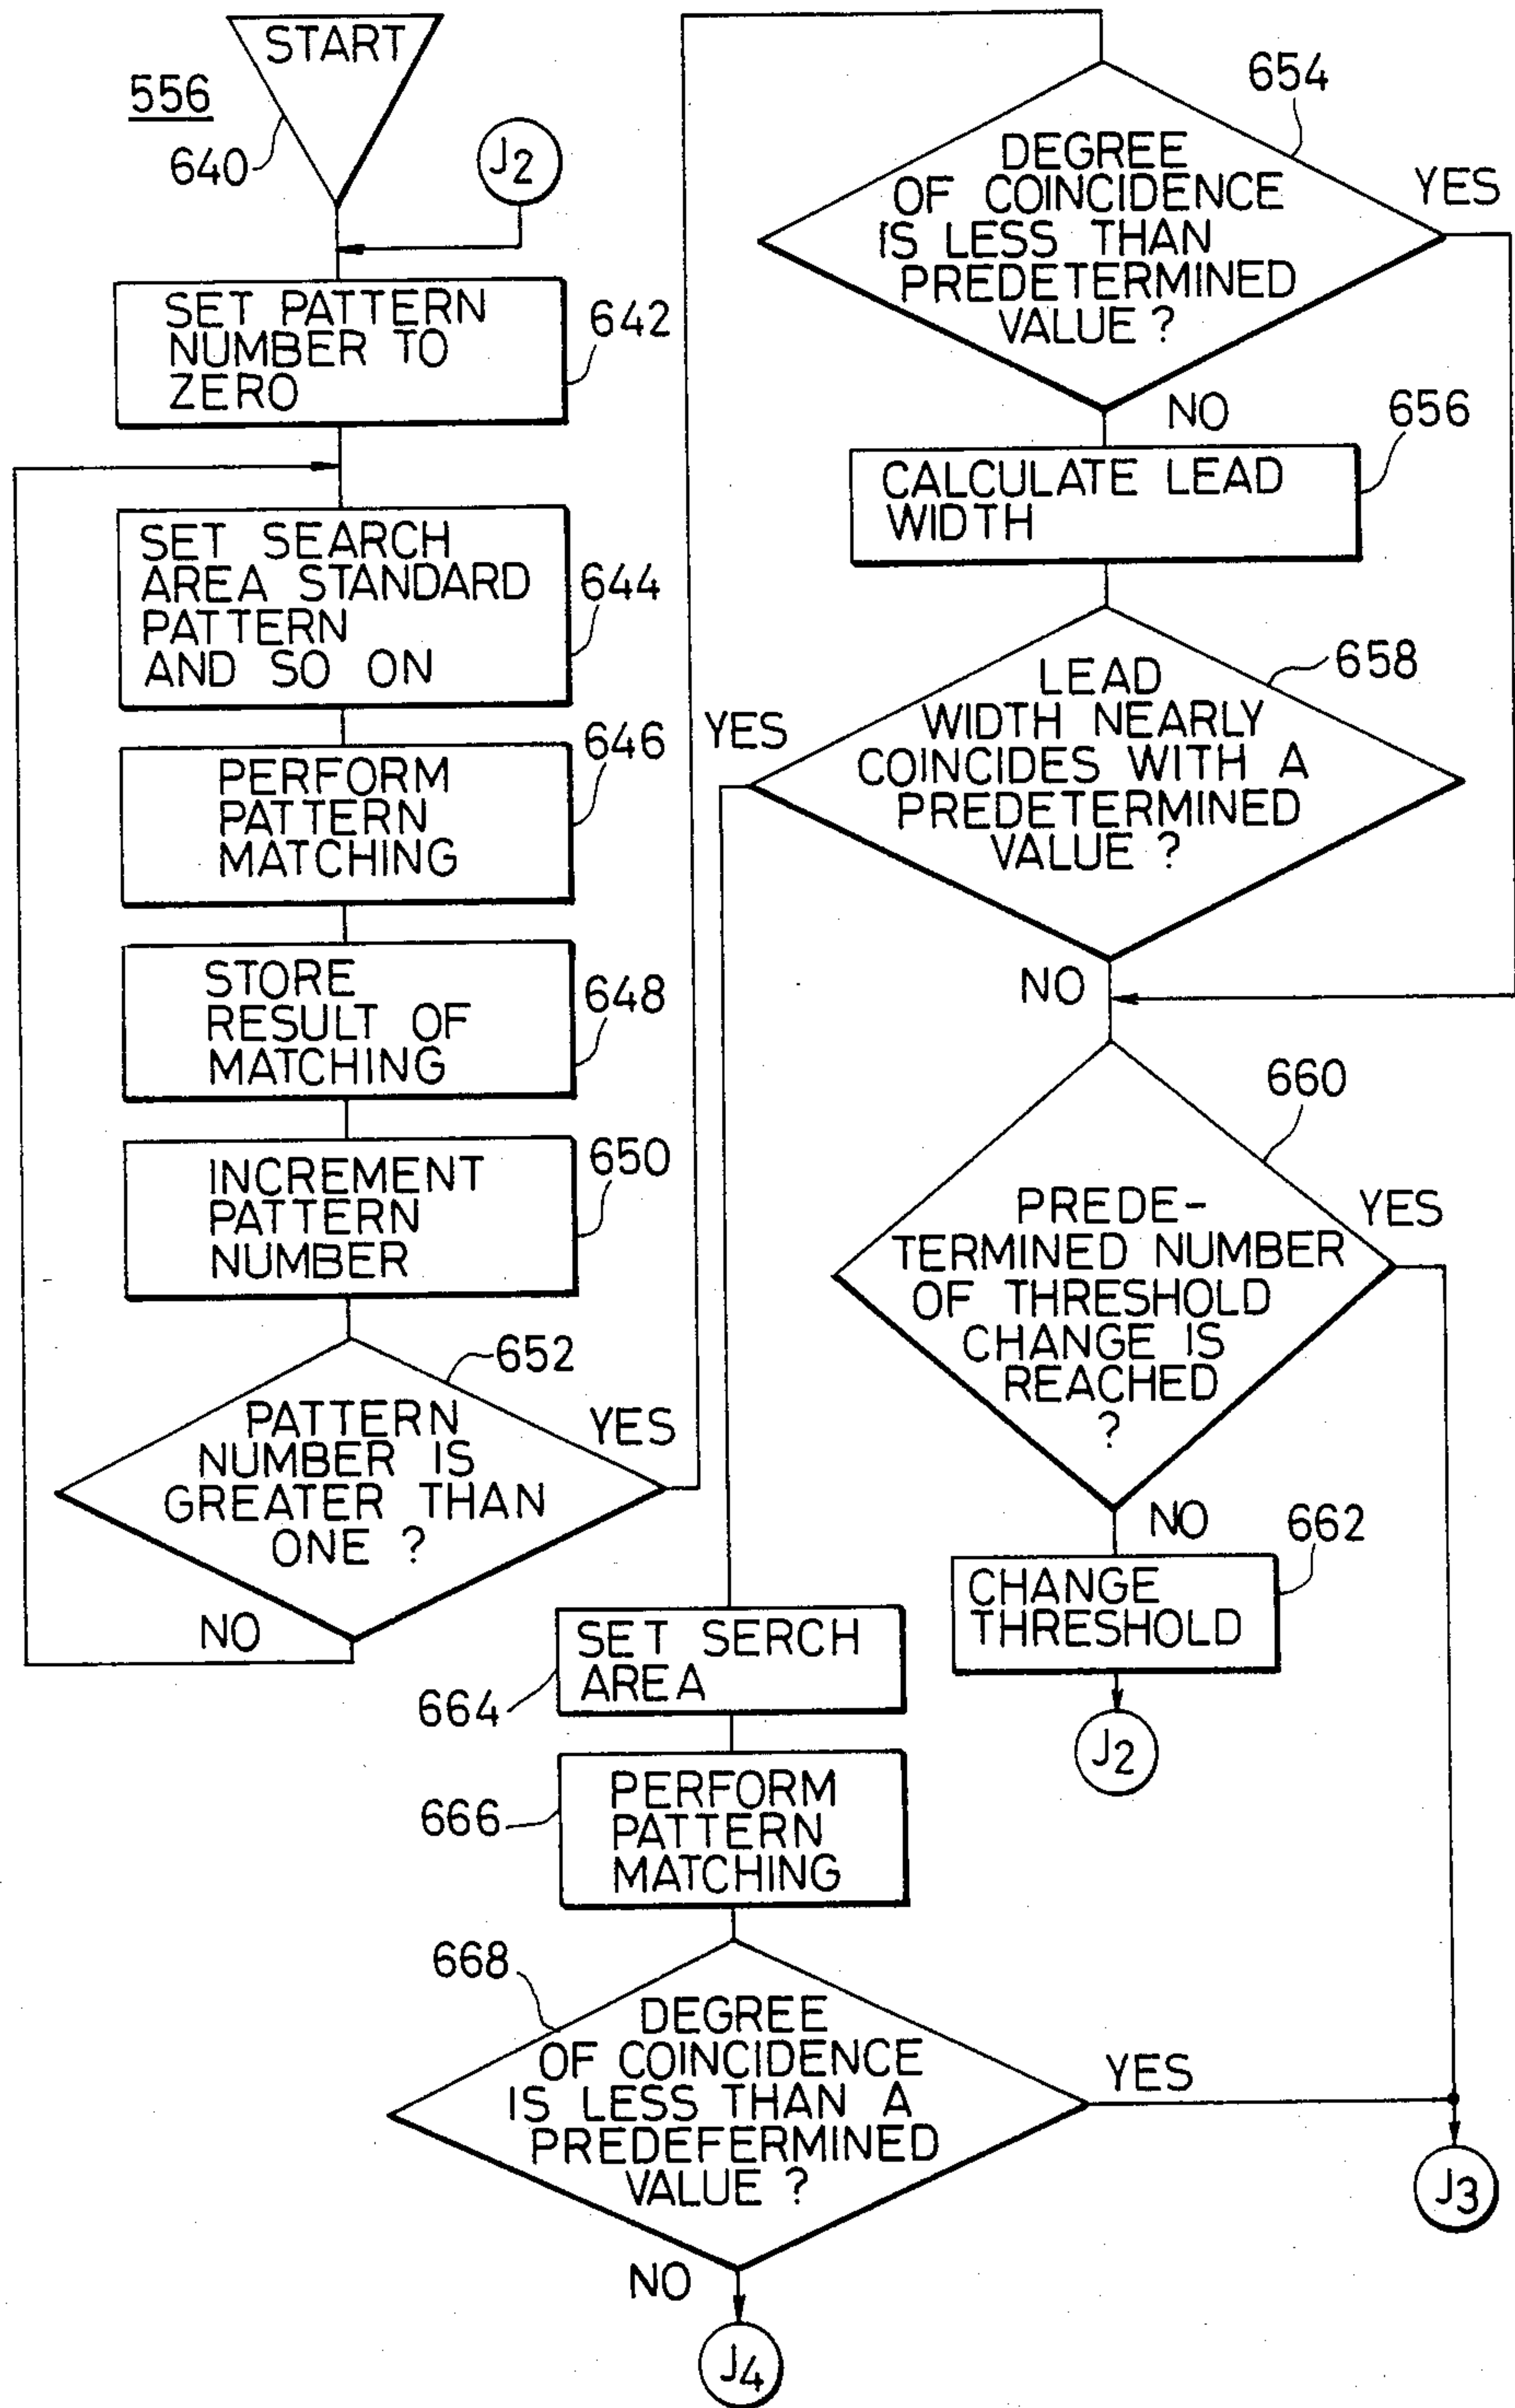 START
556
640
J2
SET PATTERN
NUMBER TO
ZERO
642
SET SEARCH
AREA STANDARD
PATTERN
AND SO ON
644
PERFORM
PATTERN
MATCHING
646
STORE
RESULT OF
MATCHING
648
INCREMENT
PATTERN
NUMBER
650
652
PATTERN
NUMBER IS
GREATER THAN
ONE ?
YES
NO
654
DEGREE
OF COINCIDENCE
IS LESS THAN
PREDETERMINED
VALUE ?
YES
NO
656
CALCULATE LEAD
WIDTH
658
LEAD
WIDTH NEARLY
COINCIDES WITH A
PREDETERMINED
VALUE ?
YES
NO
660
PREDE-
TERMINED NUMBER
OF THRESHOLD
CHANGE IS
REACHED
?
YES
NO
662
CHANGE
THRESHOLD
J2
SET SERCH
AREA
664
PERFORM
PATTERN
MATCHING
666
668
DEGREE
OF COINCIDENCE
IS LESS THAN A
PREDEFERMINED
VALUE ?
YES
J3
NO
J4